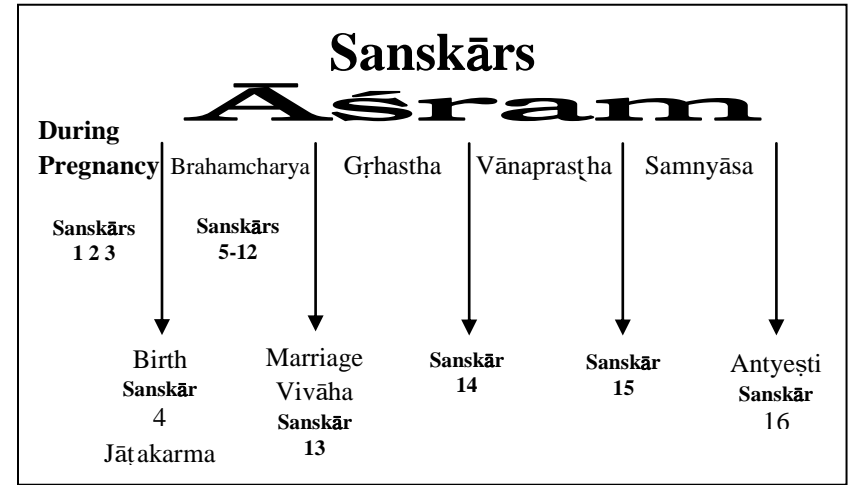 Sanskārs
Āśram
During
Pregnancy
Brahamcharya
Gṛhastha
Vānaprasṭha
Samnyāsa
Sanskārs
1 2 3
Sanskārs
5-12
Birth
Sanskār
4
Jāṭakarma
Marriage
Vivāha
Sanskār
13
Sanskār
14
Sanskār
15
Antyeṣti
Sanskār
16